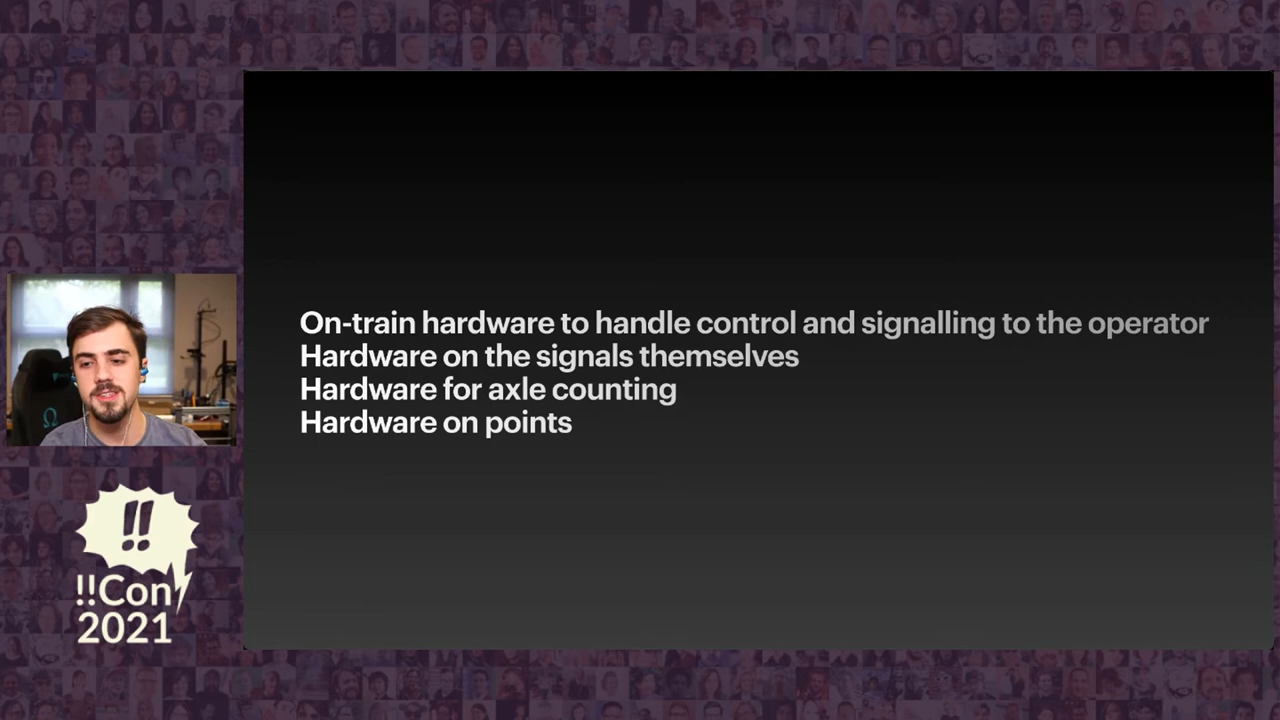 On-train hardware to handle control and signalling to the operator
Hardware on the signals themselves
Hardware for axle counting
Hardware on points
!!
!!Con
2021